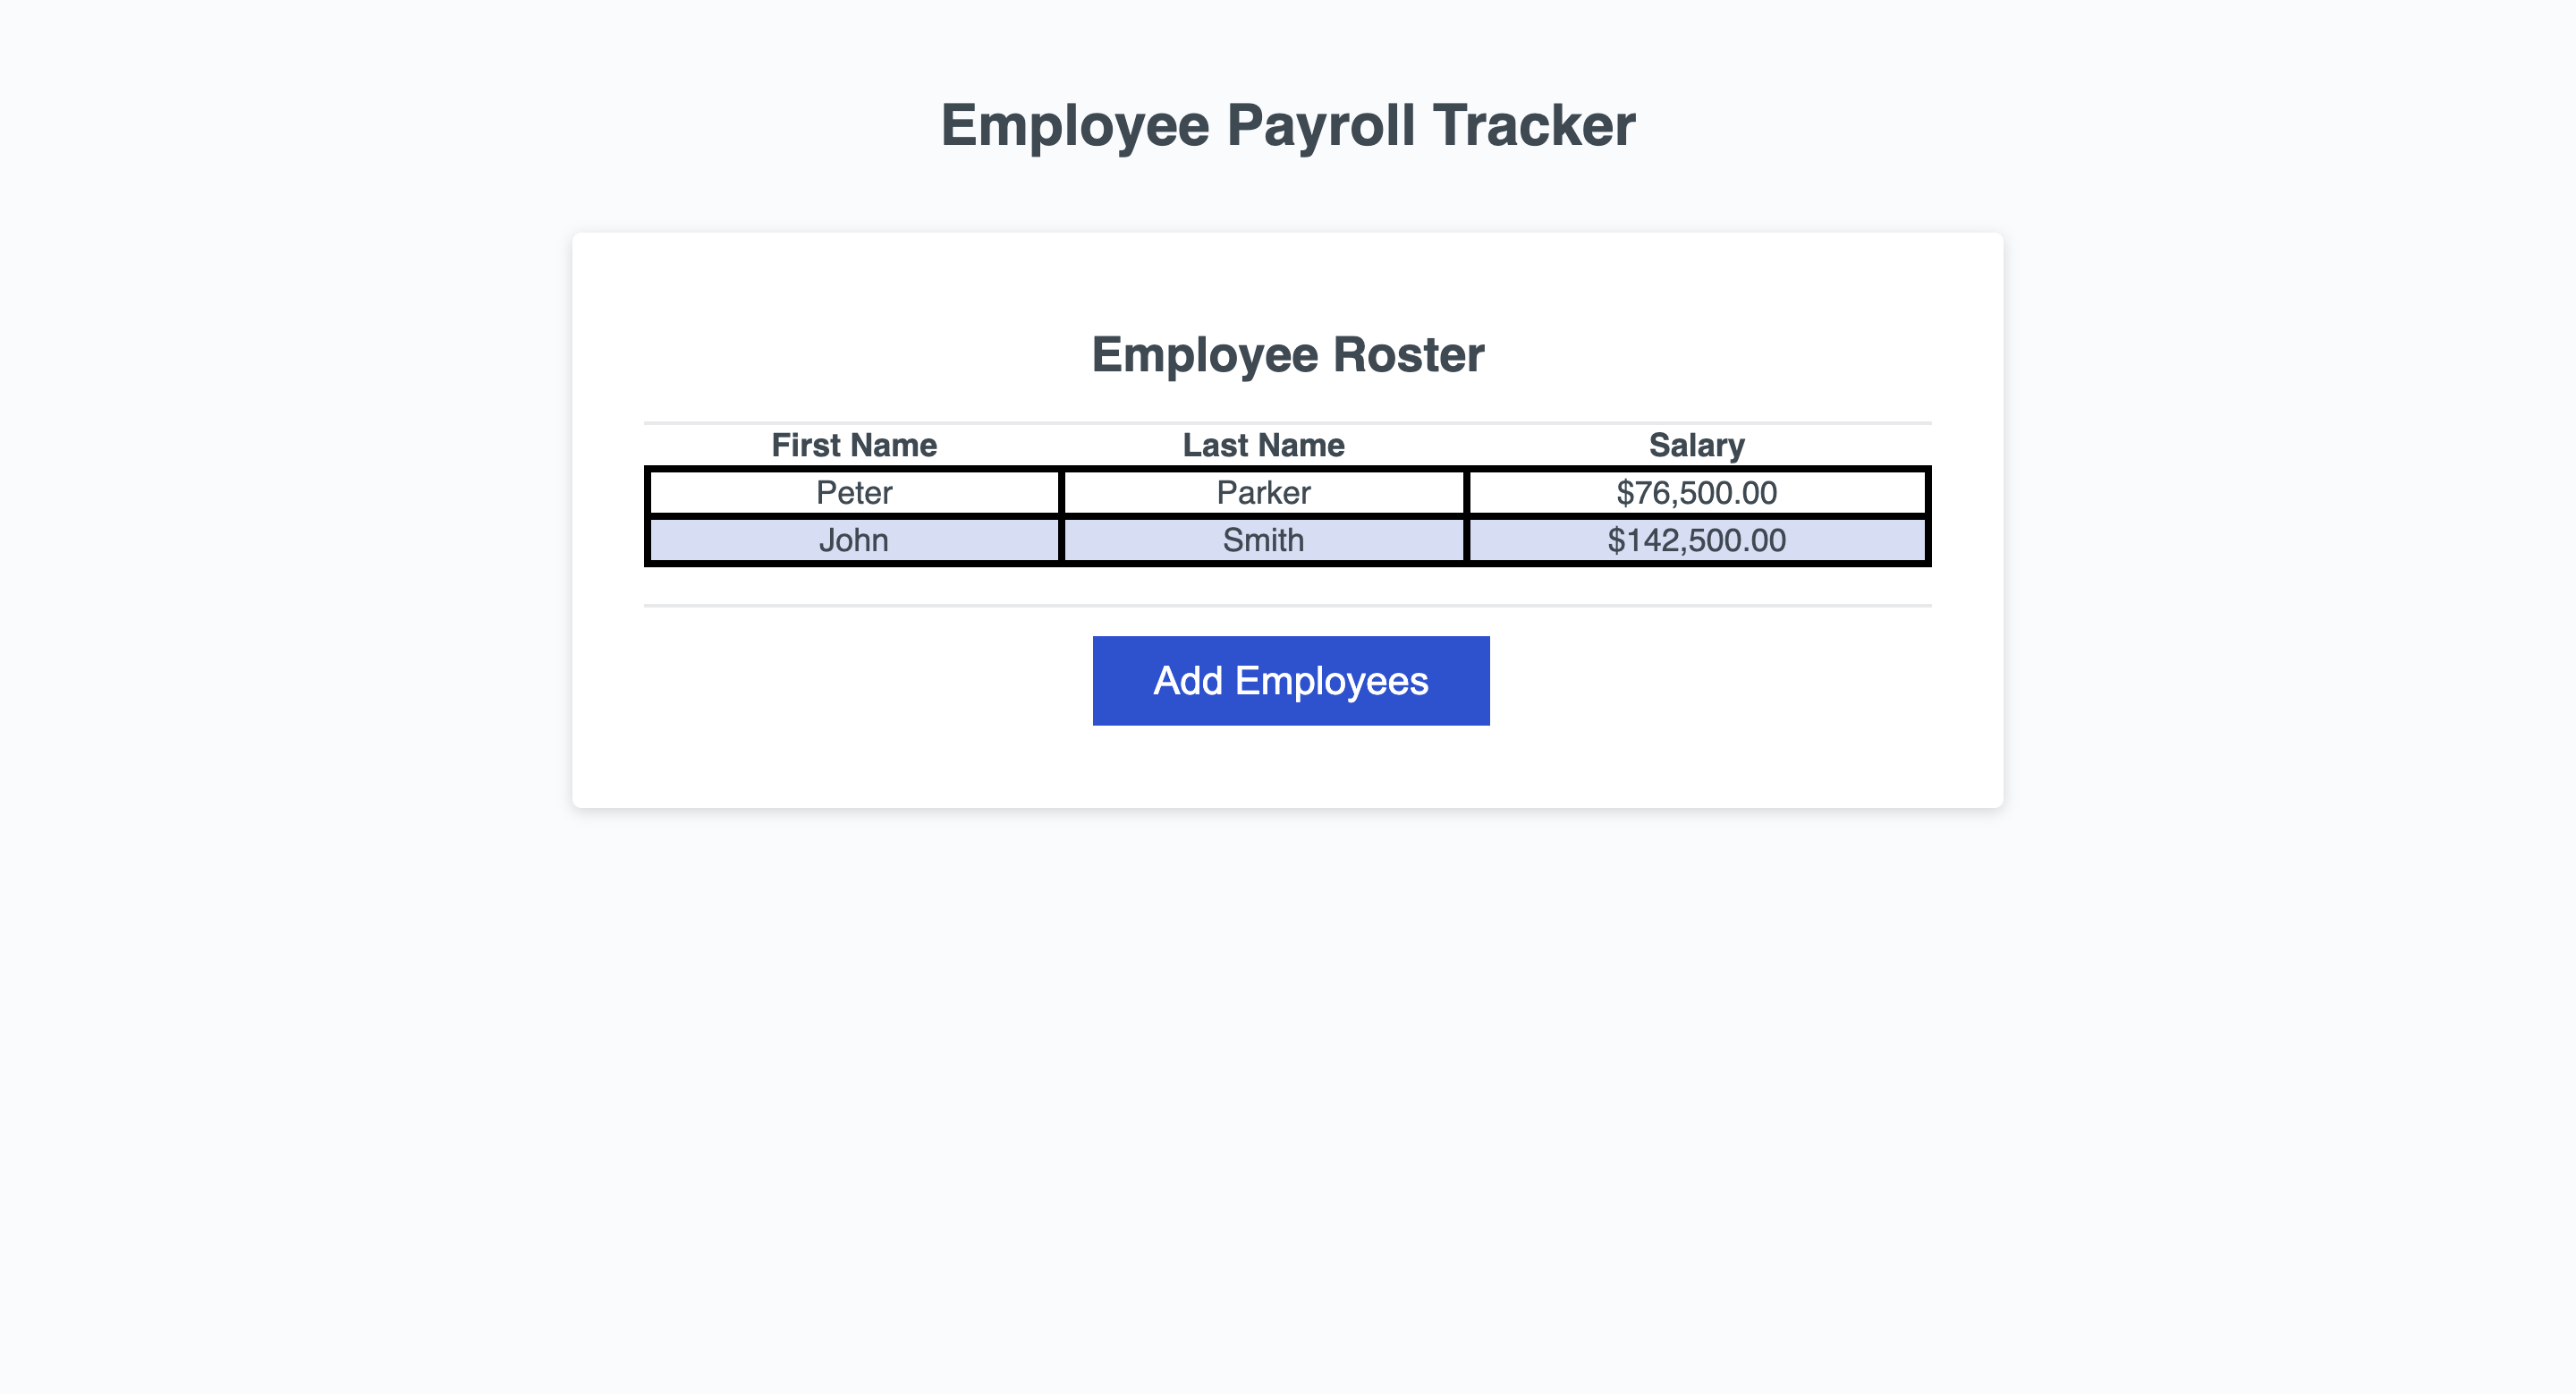 Employee Payroll Tracker
Employee Roster
First Name Last Name Salary
Peter Parker $76,500.00
John Smith $142,500.00
Add Employees